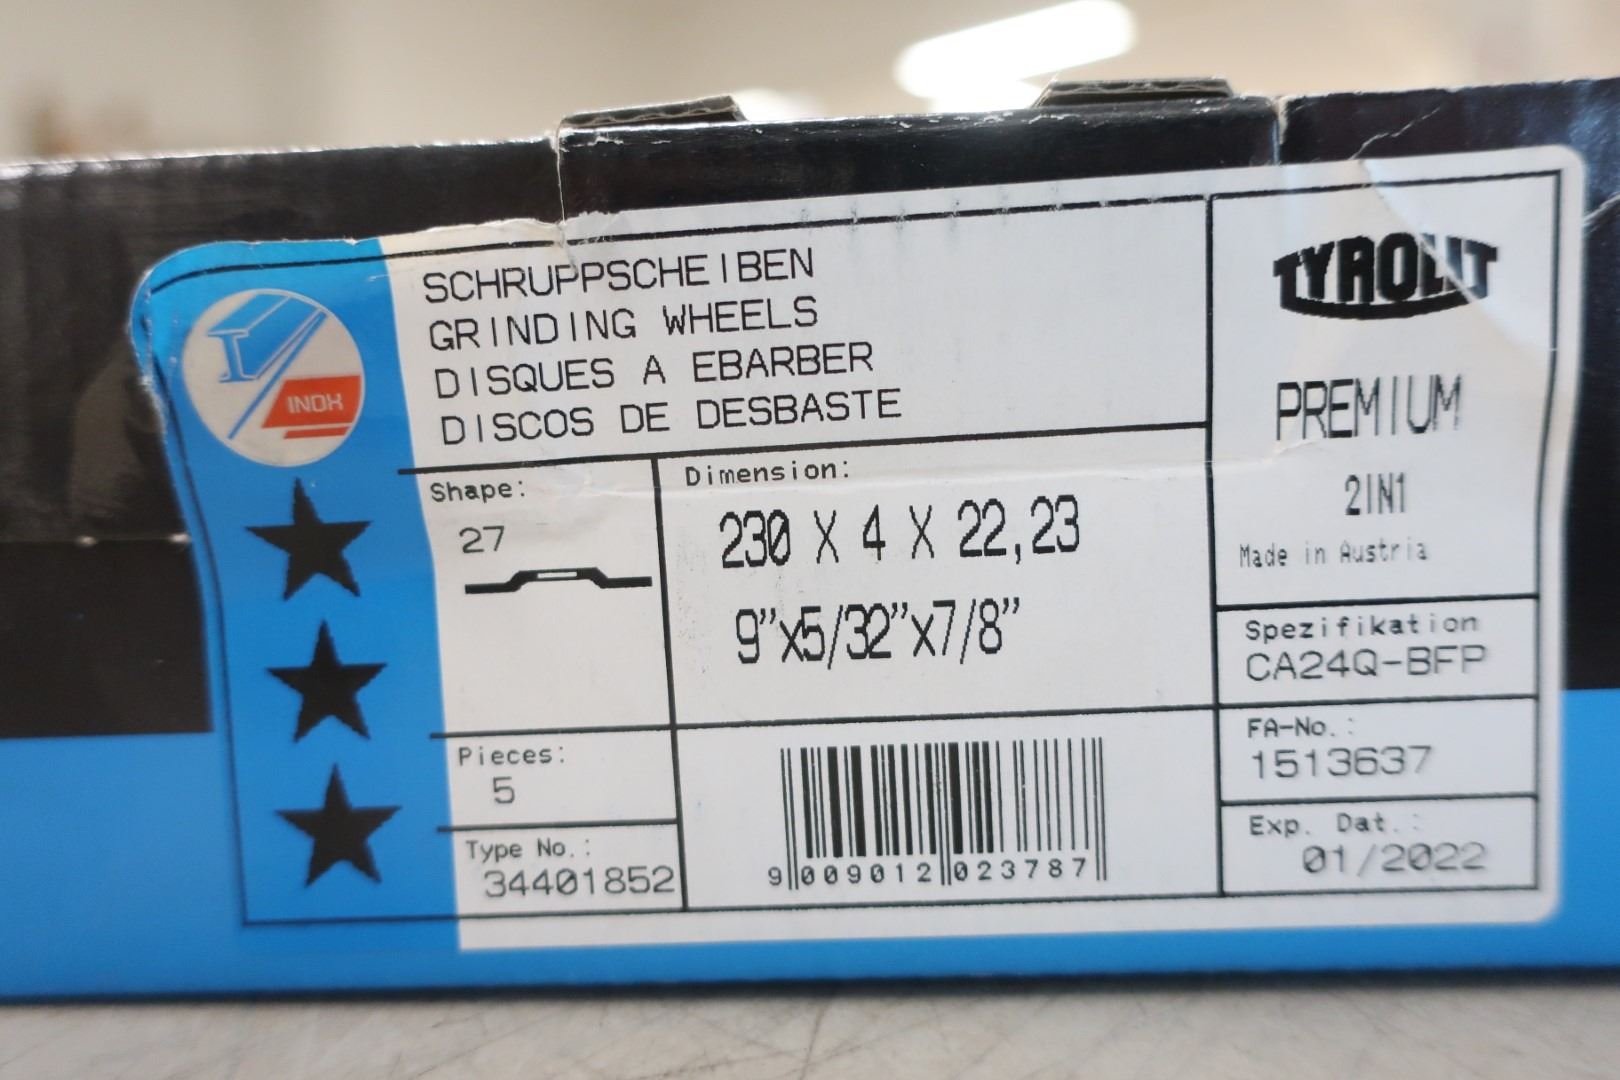 SCHRUPPSCHEIBEN
GRINDING WHEELS
DISQUES A EBARBER
DISCOS DE DESBASTE
INOX
Shape:
27
Dimension:
230 X 4 X 22,23
9"x5/32"x7/8"
Pieces:
5
Type No.:
34401852
9 009012 023787
TYROLIT
PREMIUM
2IN1
Made in Austria
Spezifikation
CA24Q-BFP
FA-No.:
1513637
Exp. Dat.:
01/2022